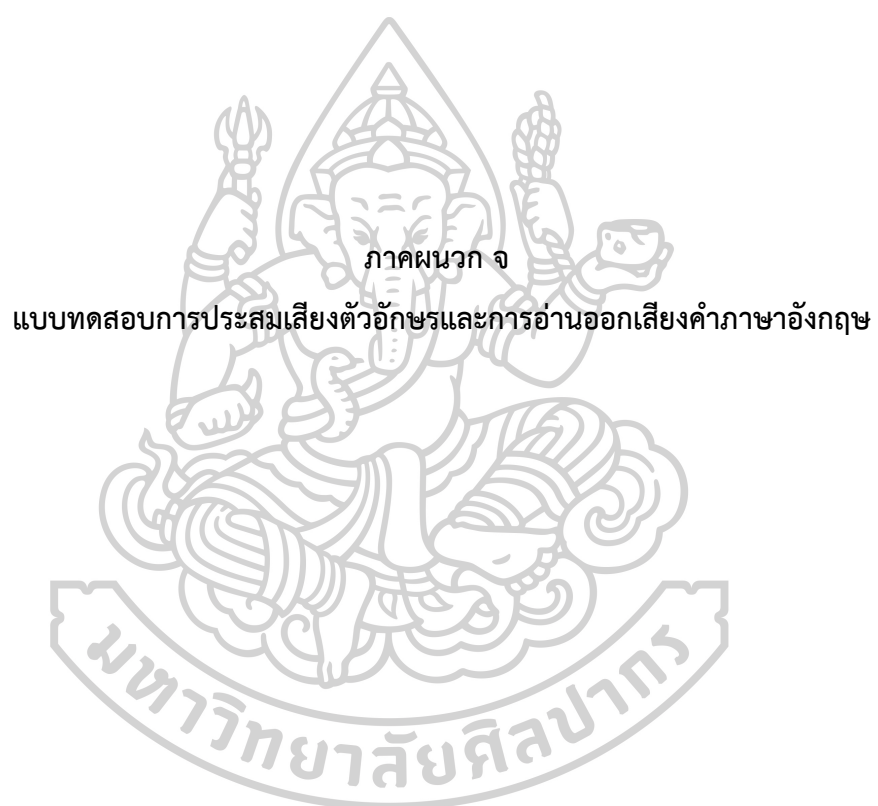 ภาคผนวก จ
แบบทดสอบการประสมเสียงตัวอักษรและการอ่านออกเสียงคำภาษาอังกฤษ
มหาวิทยาลัยศิลปากร